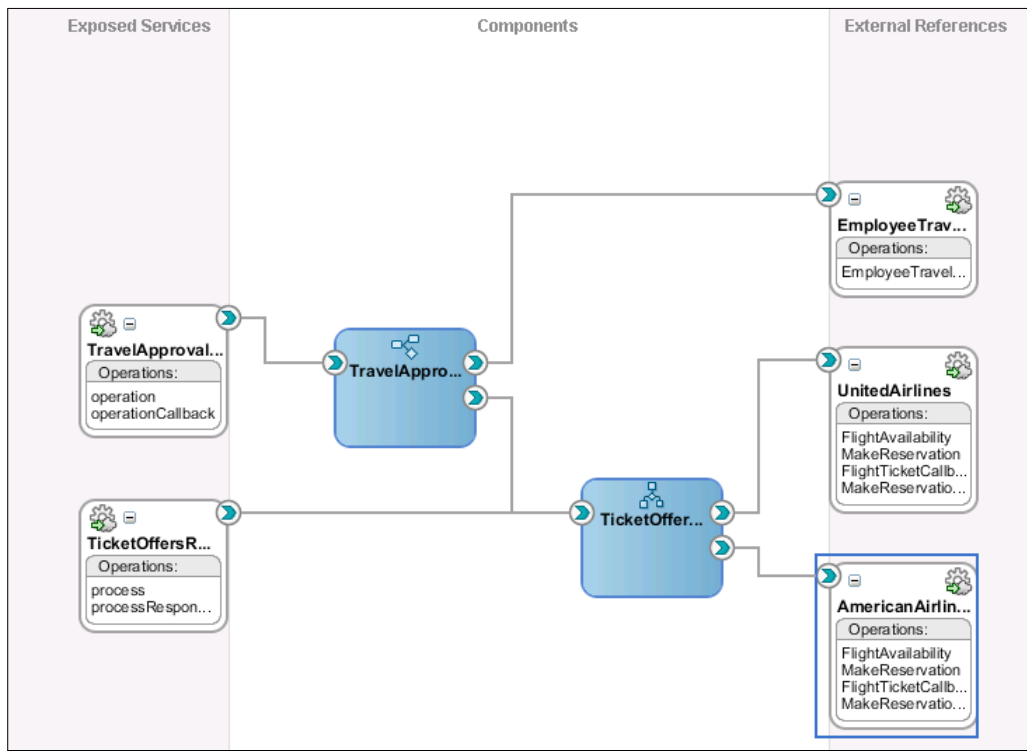 Exposed Services
Components
External References
EmployeeTrav...
Operations:
EmployeeTravel...
TravelApproval...
Operations:
operation
operationCallback
TravelAppro...
UnitedAirlines
Operations:
FlightAvailability
MakeReservation
FlightTicketCallb...
MakeReservatio...
TicketOffersR...
Operations:
process
processRespon...
TicketOffer...
AmericanAirlin...
Operations:
FlightAvailability
MakeReservation
FlightTicketCallb...
MakeReservatio...